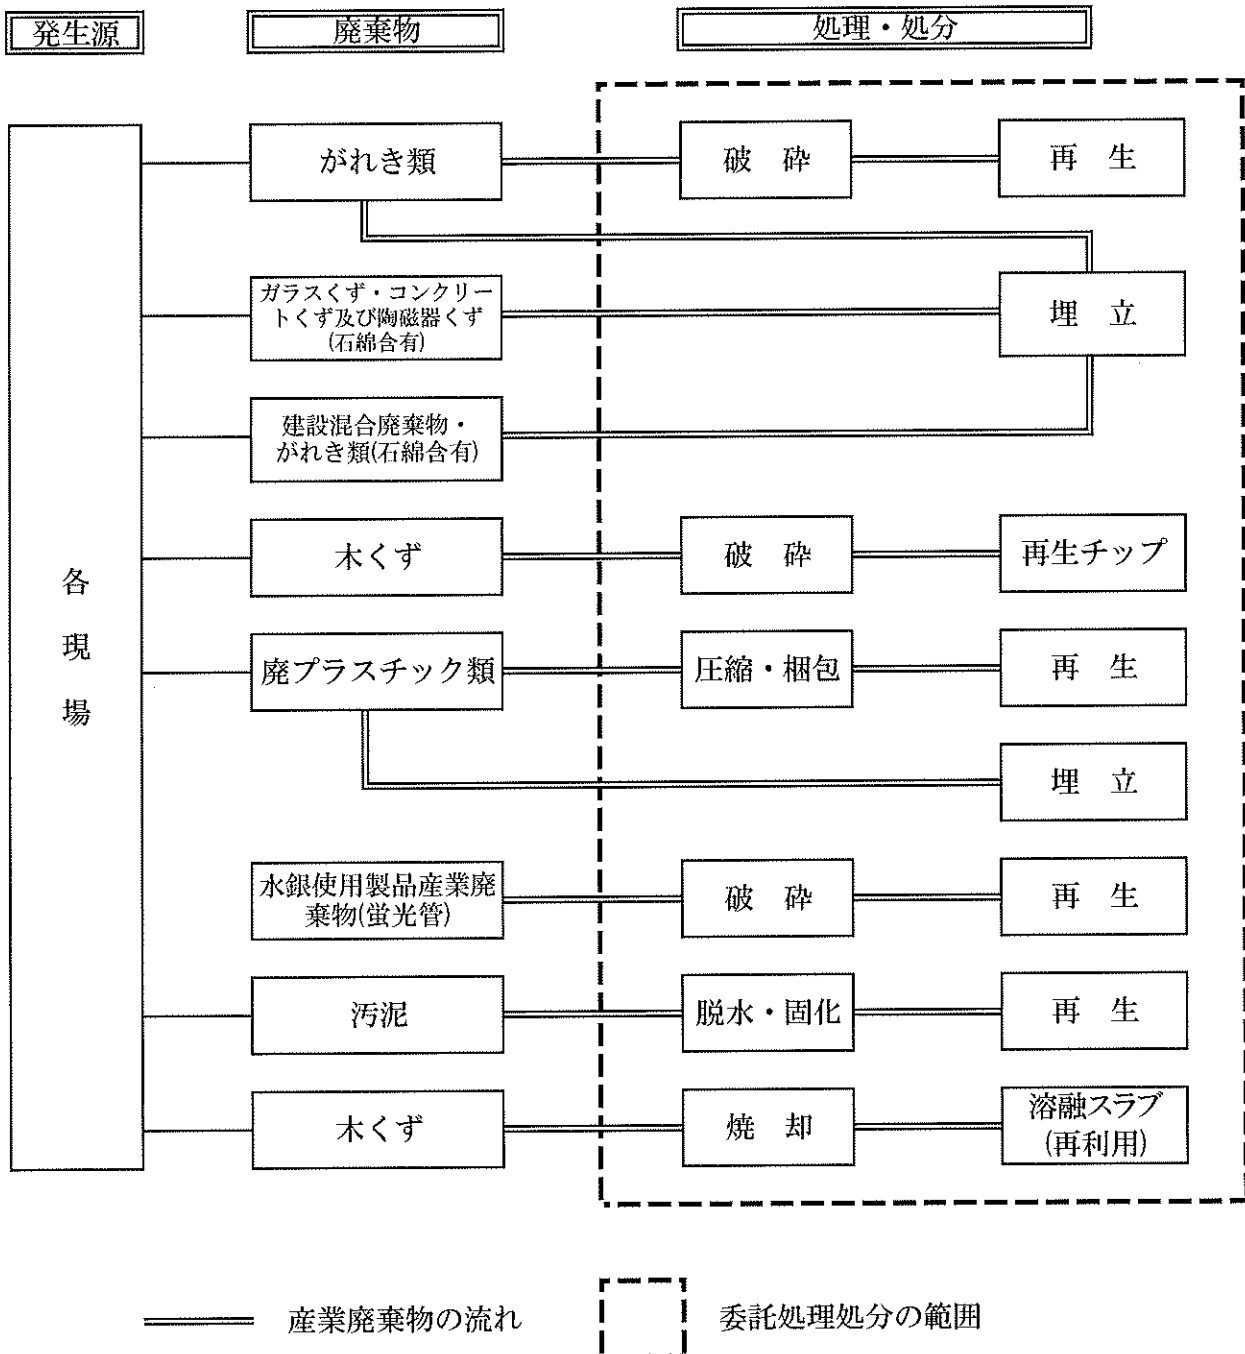 発生源
廃棄物
処理・処分
各現場
がれき類
破 砕
再 生
ガラスくず・コンクリー
トくず及び陶磁器くず
(石綿含有)
埋 立
建設混合廃棄物・
がれき類(石綿含有)
木くず
破 砕
再生チップ
廃プラスチック類
圧縮・梱包
再 生
埋 立
水銀使用製品産業廃
棄物(蛍光管)
破 砕
再 生
汚泥
脱水・固化
再 生
木くず
焼 却
溶融スラブ
(再利用)
産業廃棄物の流れ
委託処理処分の範囲